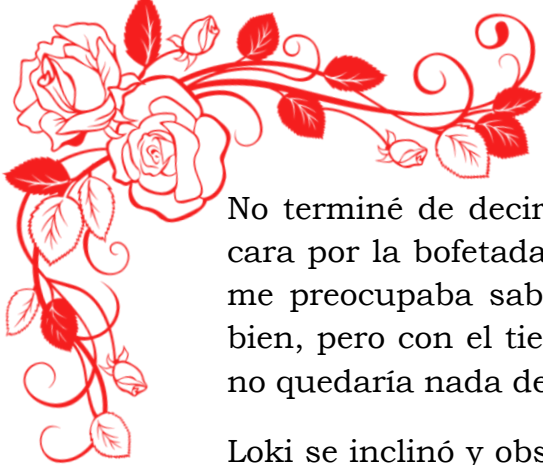 No terminé de decir
cara por la bofetada
me preocupaba sab
bien, pero con el tie
no quedaría nada de
Loki se inclinó y obs